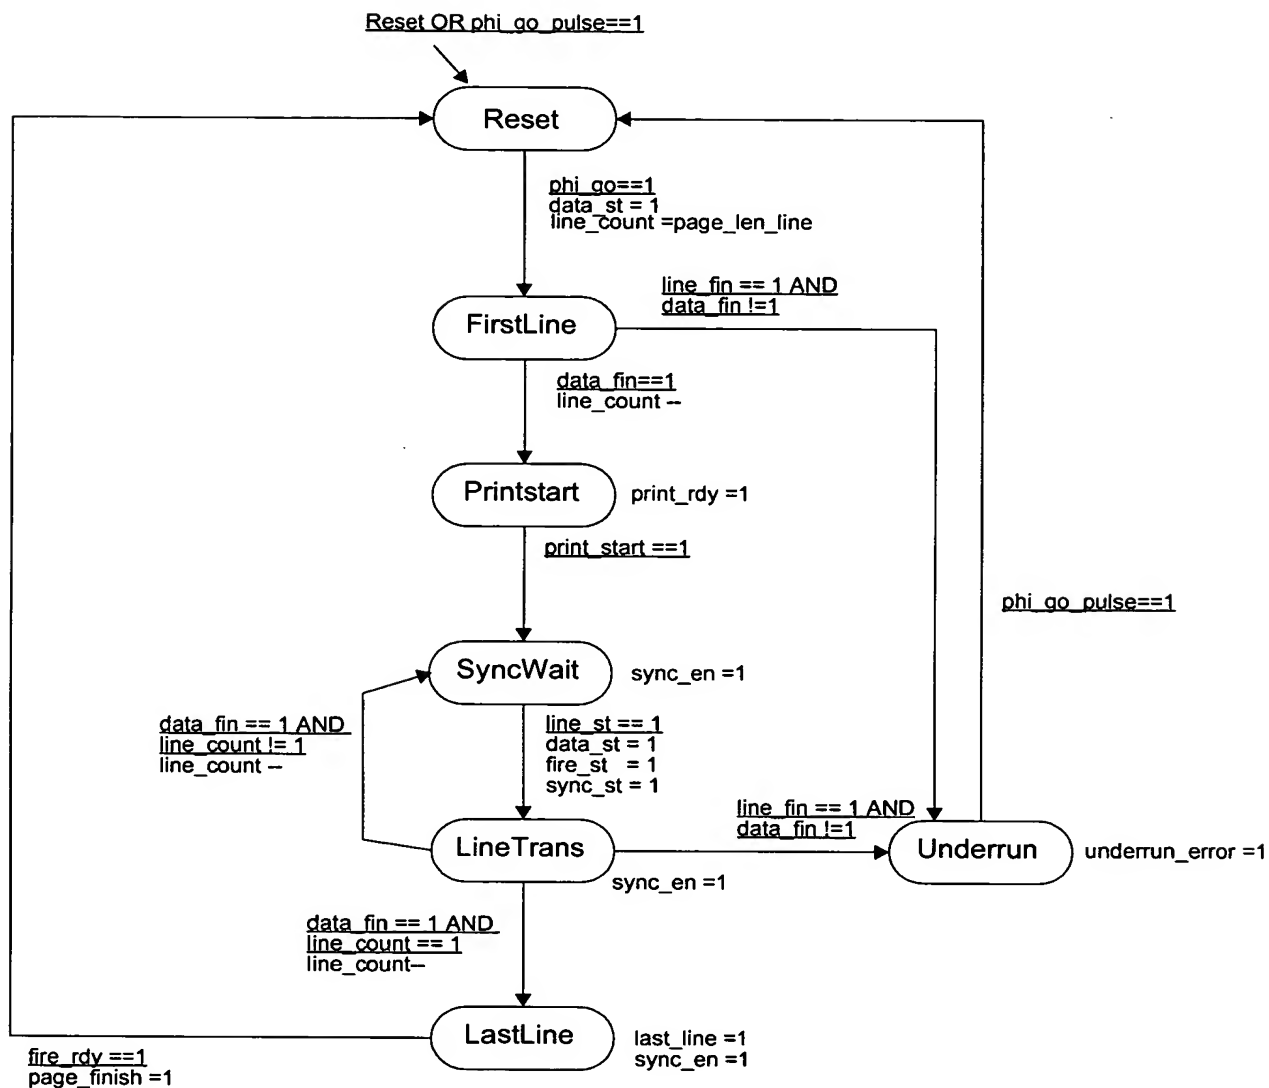 Reset OR phi_go_pulse==1
Reset
phi_go==1
data_st = 1
line_count =page_len_line
line_fin == 1 AND
data_fin !=1
FirstLine
data_fin==1
line_count --
Printstart
print_rdy =1
print_start ==1
phi_go_pulse==1
SyncWait
sync_en =1
data_fin == 1 AND
line_count != 1
line_count --
line_st == 1
data_st = 1
fire_st = 1
sync_st = 1
line_fin == 1 AND
data_fin !=1
LineTrans
sync_en =1
Underrun
underrun_error =1
data_fin == 1 AND
line_count == 1
line_count--
LastLine
last_line =1
sync_en =1
fire_rdy ==1
page_finish =1